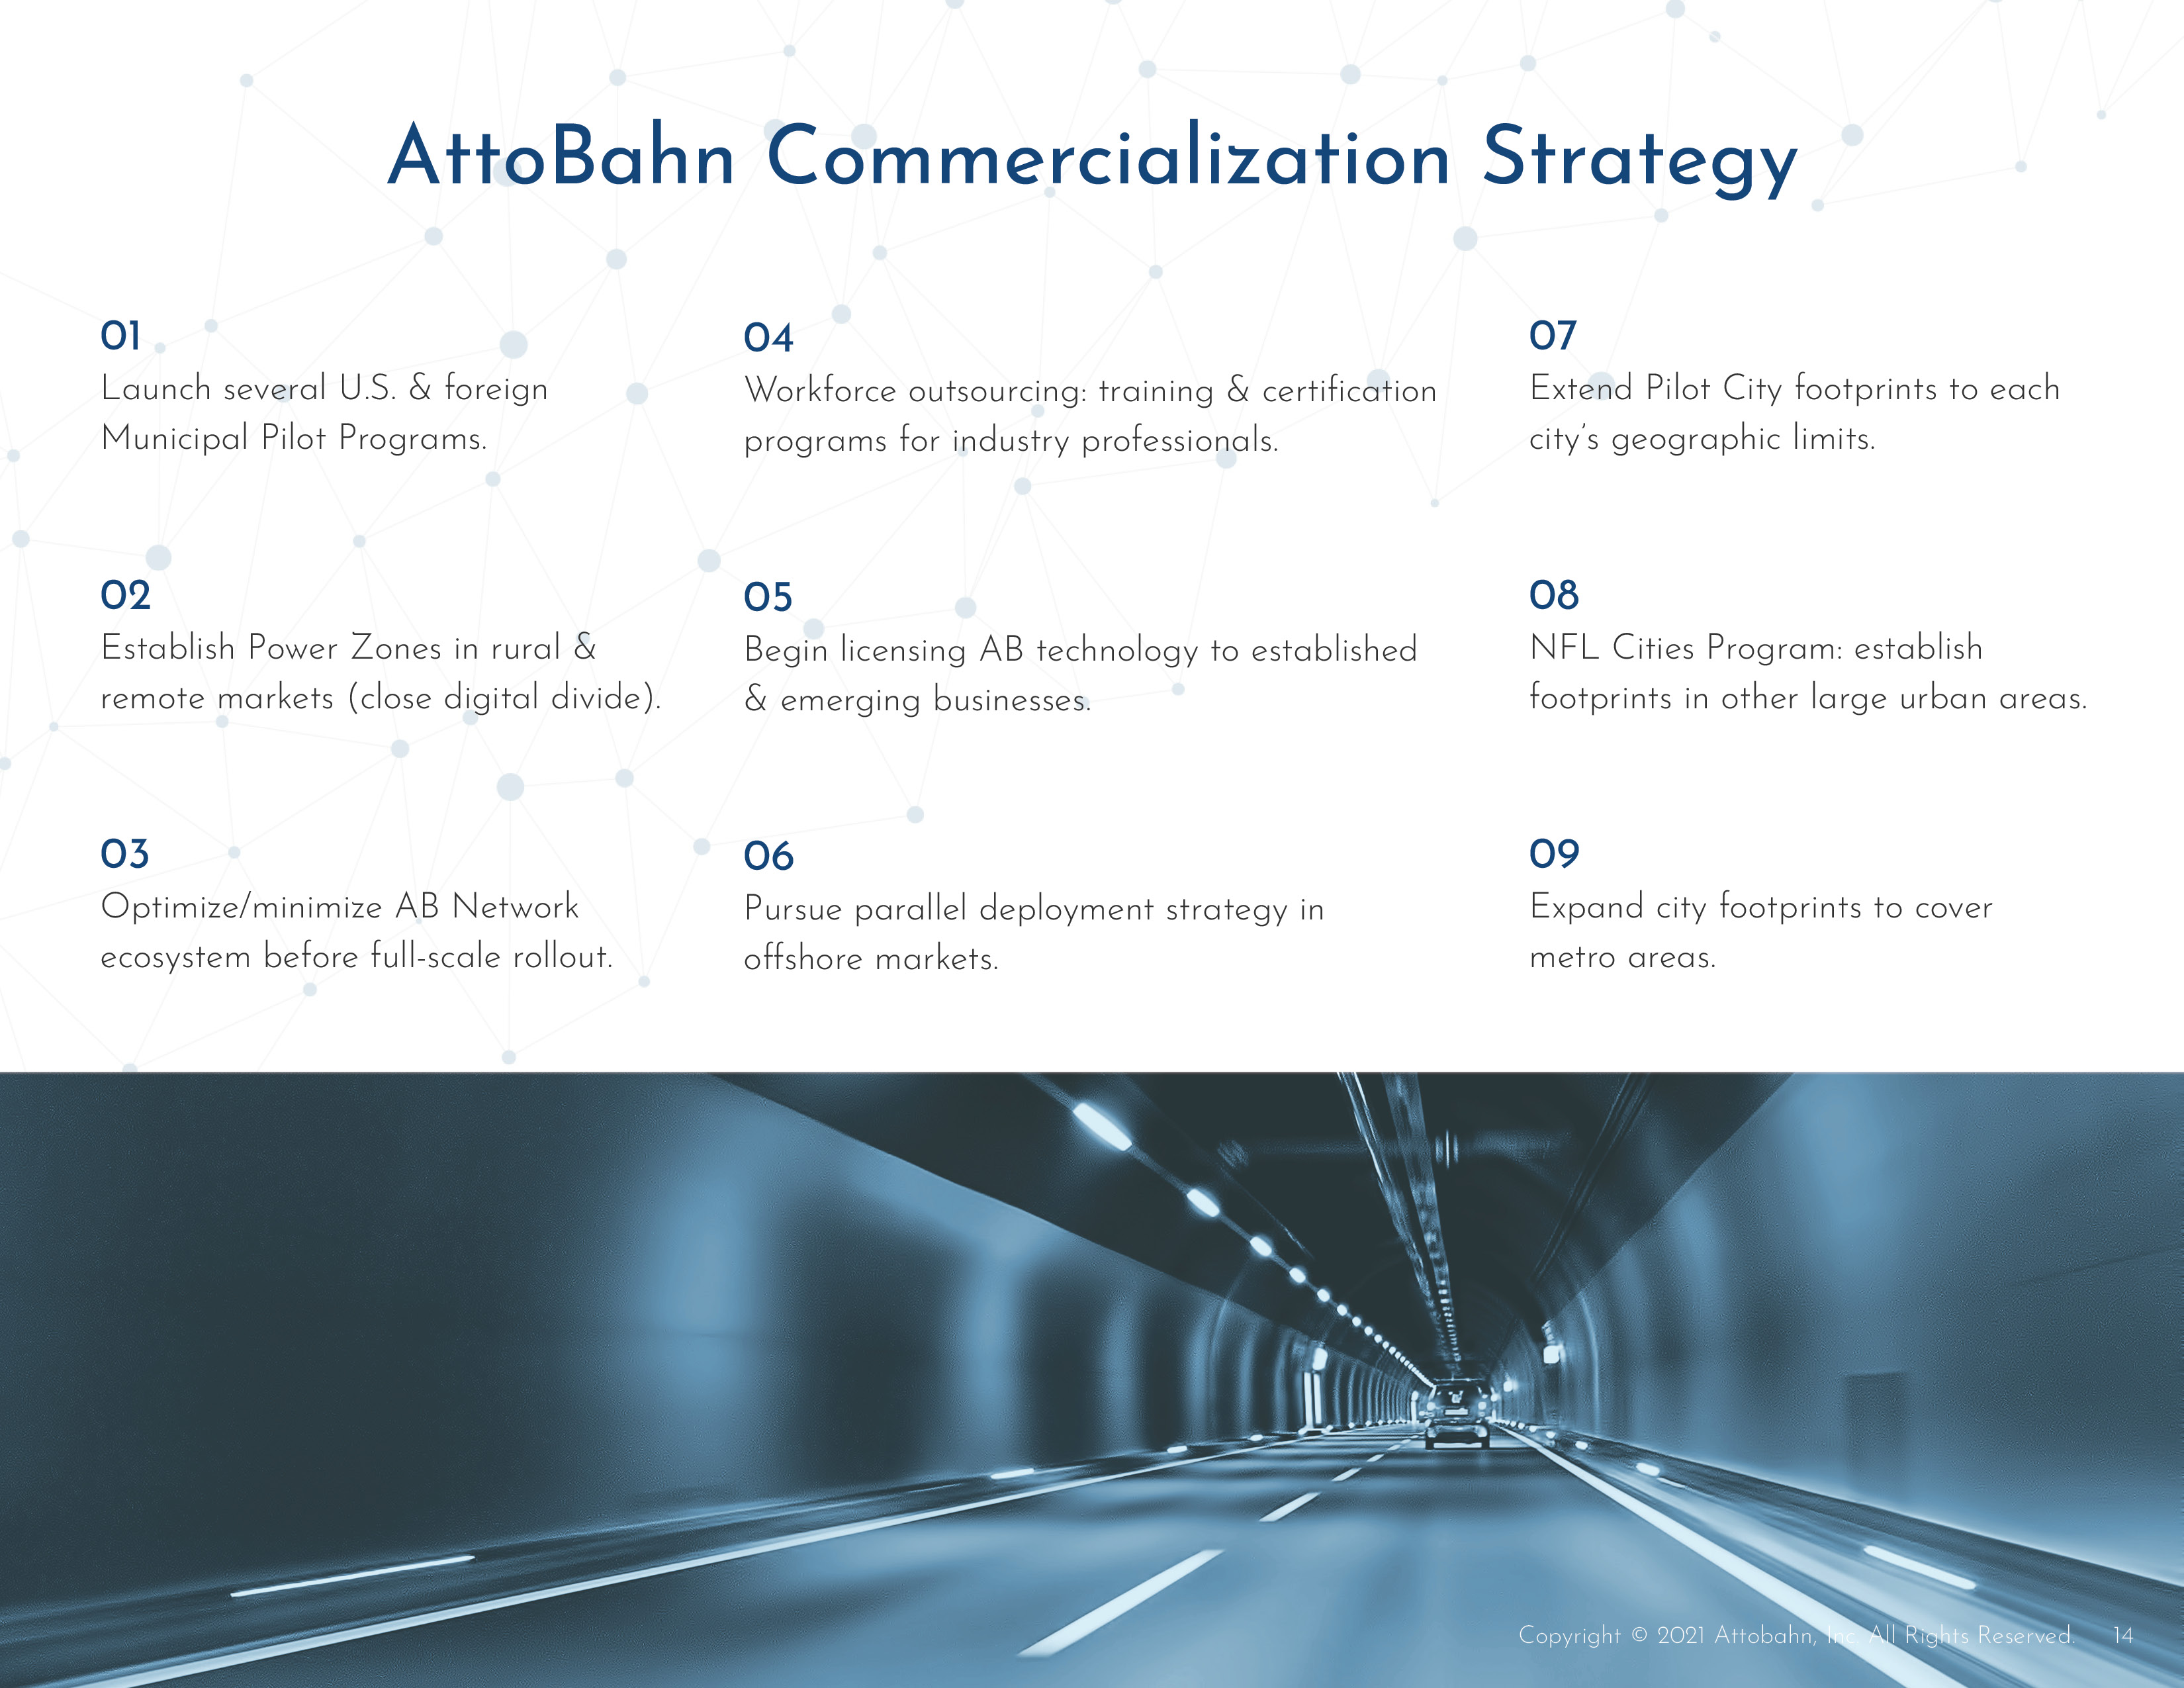 AttoBahn Commercialization Strategy
01
Launch several U.S. & foreign
Municipal Pilot Programs.
02
Establish Power Zones in rural &
remote markets (close digital divide).
03
Optimize/minimize AB Network
ecosystem before full-scale rollout.
04
Workforce outsourcing: training & certification
programs for industry professionals.
05
Begin licensing AB technology to established
& emerging businesses.
06
Pursue parallel deployment strategy in
offshore markets.
07
Extend Pilot City footprints to each
city’s geographic limits.
08
NFL Cities Program: establish
footprints in other large urban areas.
09
Expand city footprints to cover
metro areas.
Copyright © 2021 Attobahn, Inc. All Rights Reserved. 14